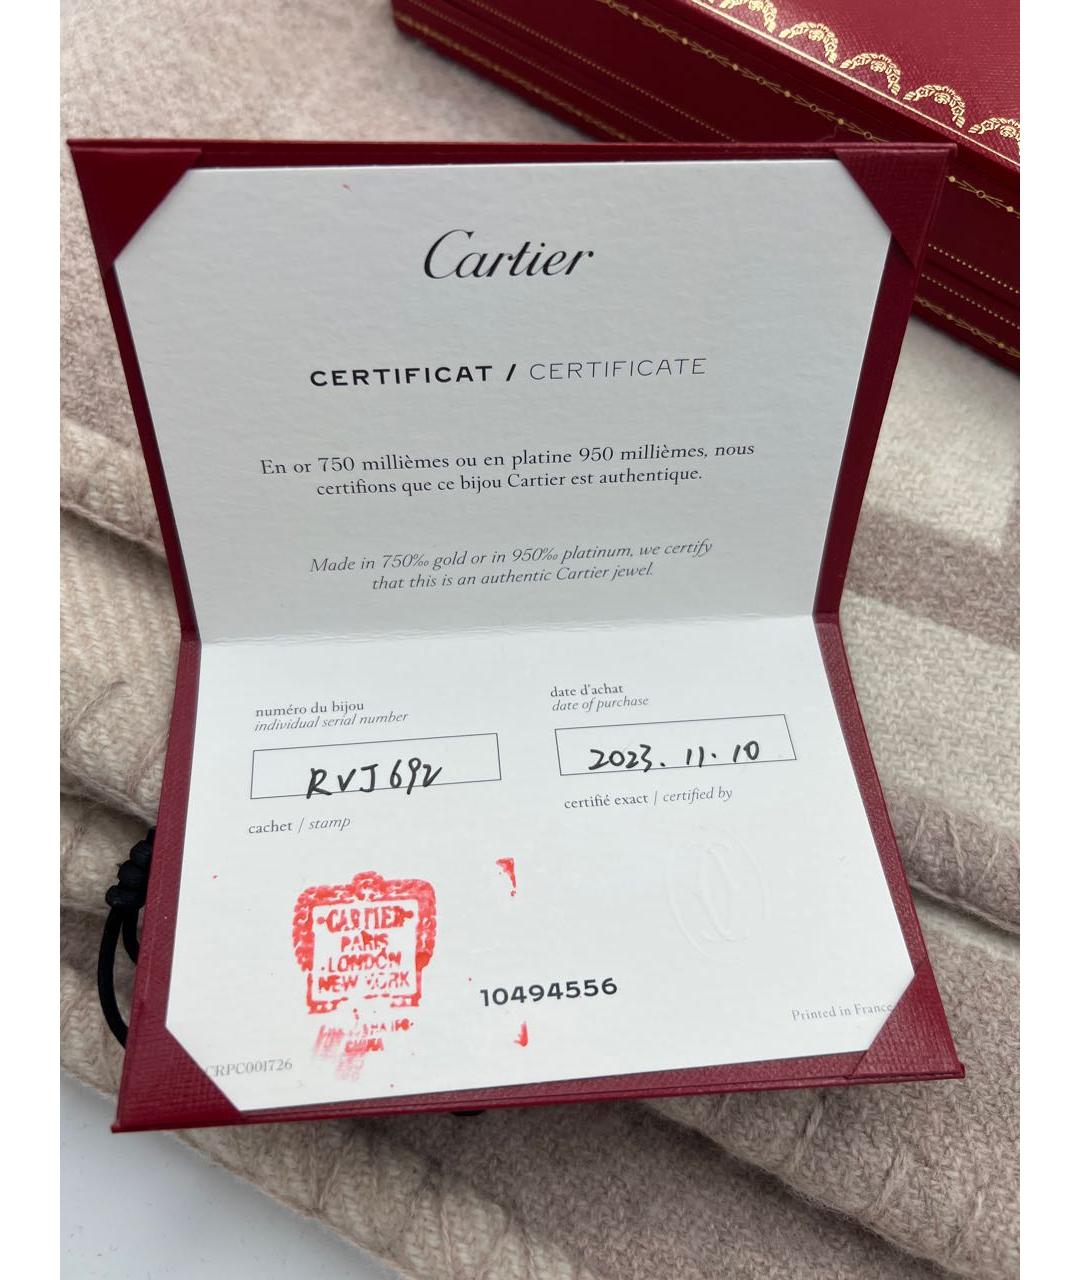 Cartier
CERTIFICAT / CERTIFICATE
En or 750 millièmes ou en platine 950 millièmes, nous
certifions que ce bijou Cartier est authentique.
Made in 750‰ gold or in 950‰ platinum, we certify
that this is an authentic Cartier jewel.
numéro du bijou
individual serial number
RVJ692
date d'achat
date of purchase
2023. 11. 10
cachet / stamp
certifié exact / certified by
CARTIER
PARIS
LONDON
NEW YORK
CHINA
10494556
CRPC001726
Printed in France